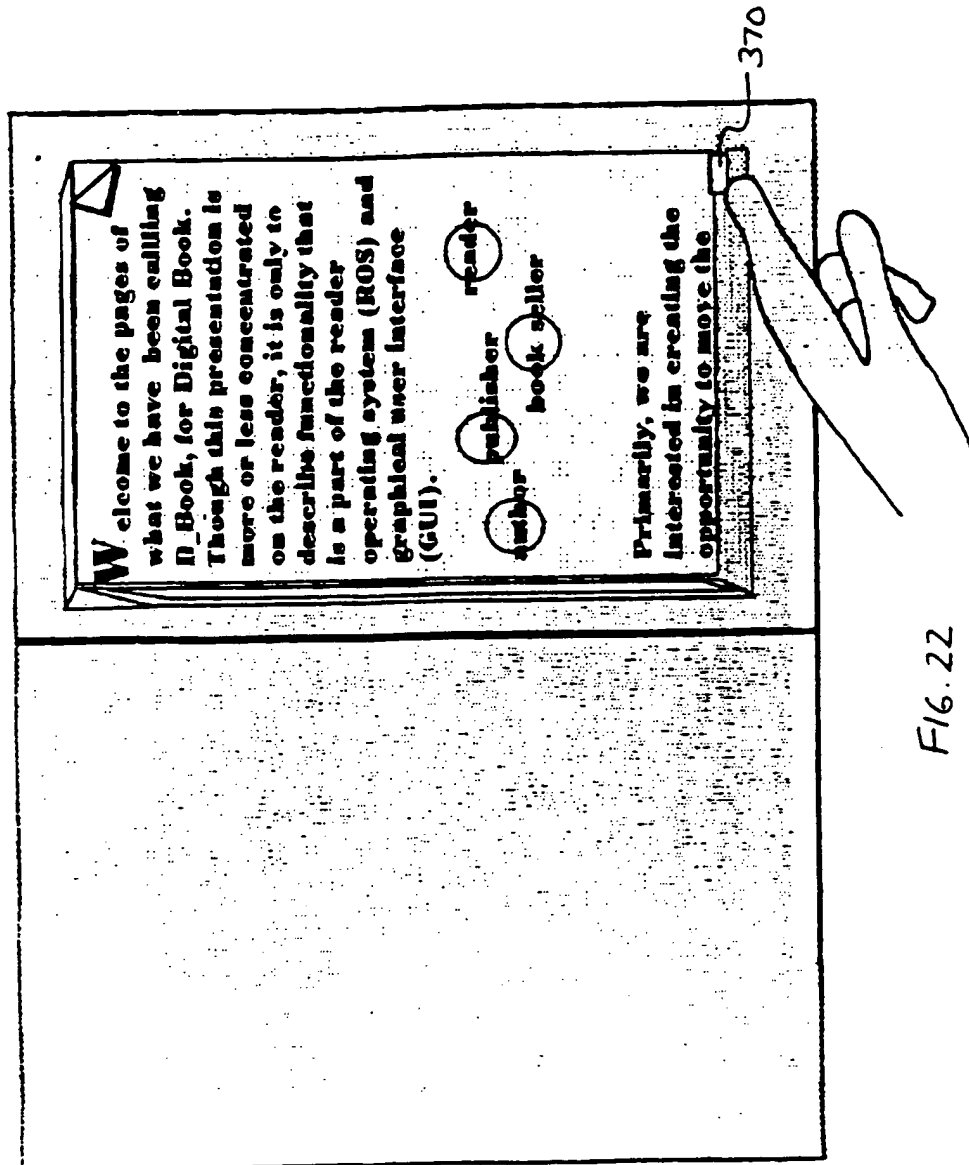 Welcome to the pages of
what we have been callling
D_Book, for Digital Book.
Though this presentation is
more or less concentrated
on the reader, it is only to
describe functionality that
is a part of the reader
operating system (ROS) and
graphical user interface
(GUI).
author publisher book seller reader
Primarily, we are
interested in creating the
opportunity to move the
370
FIG. 22